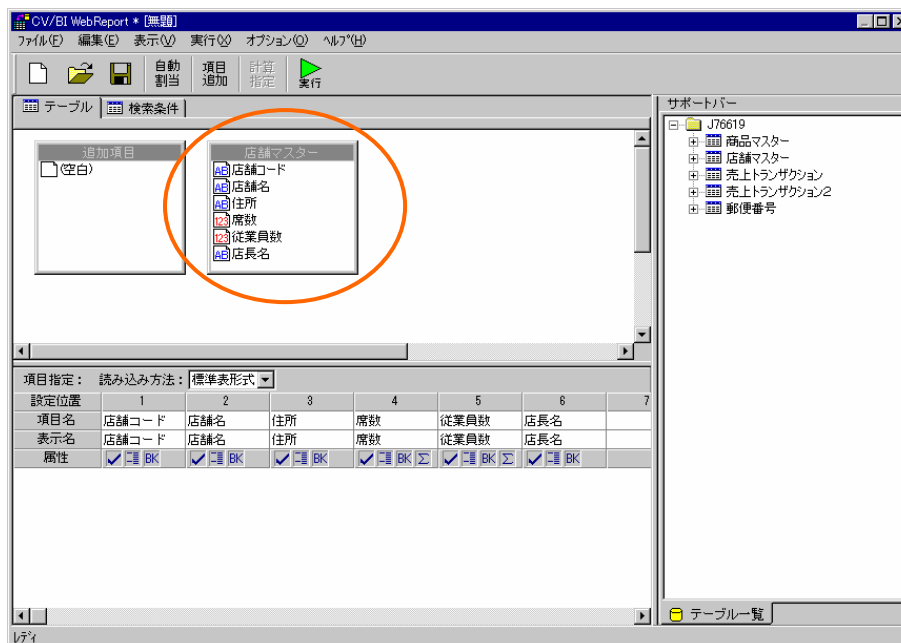 CV/BI WebReport * [無題]
ファイル(F) 編集(E) 表示(V) 実行(X) オプション(O) ヘルプ(H)
自動割当 項目追加 計算指定 実行
テーブル 検索条件
追加項目
(空白)
店舗マスター
AB 店舗コード
AB 店舗名
AB 住所
123 席数
123 従業員数
AB 店長名
項目指定： 読み込み方法： 標準表形式
設定位置 1 2 3 4 5 6 7
項目名 店舗コード 店舗名 住所 席数 従業員数 店長名
表示名 店舗コード 店舗名 住所 席数 従業員数 店長名
属性 BK BK BK BK Σ BK Σ BK
レディ
サポートバー
J76619
商品マスター
店舗マスター
売上トランザクション
売上トランザクション2
郵便番号
テーブル一覧